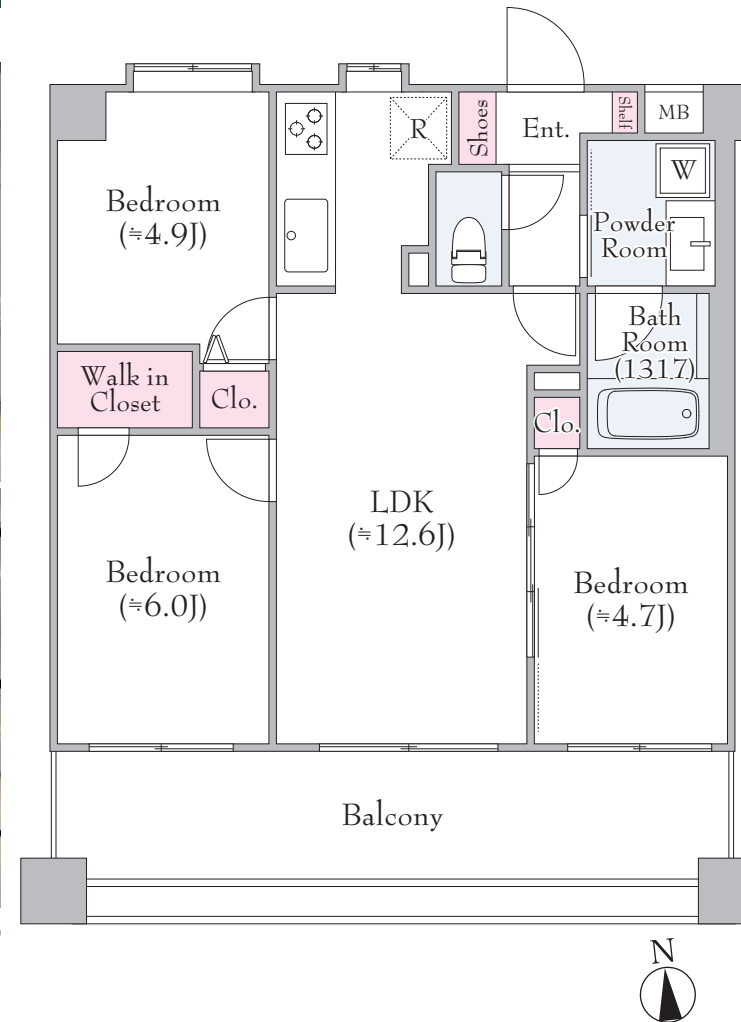 Shoes
Ent.
Shelf
MB
R
W
Bedroom
(≒4.9J)
Powder
Room
Bath
Room
(1317)
Walk in
Closet
Clo.
Clo.
LDK
(≒12.6J)
Bedroom
(≒6.0J)
Bedroom
(≒4.7J)
Balcony
N